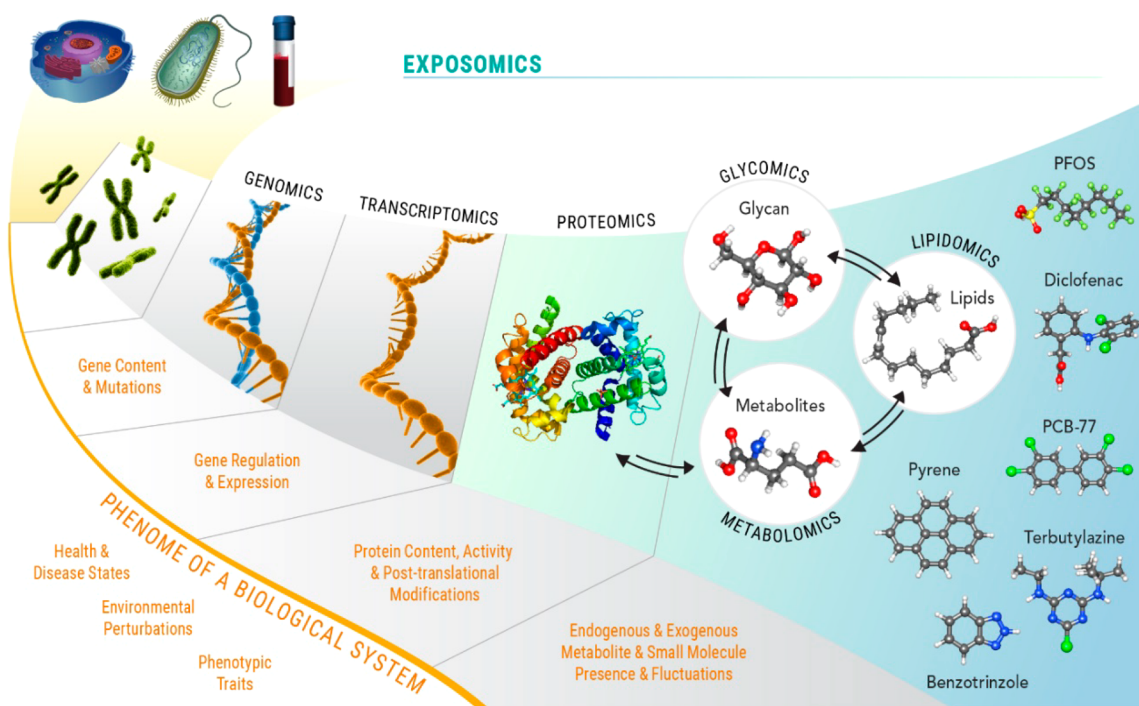 EXPOSOMICS
GENOMICS
TRANSCRIPTOMICS
PROTEOMICS
GLYCOMICS
Glycan
LIPIDOMICS
Lipids
Metabolites
METABOLOMICS
PFOS
Diclofenac
PCB-77
Pyrene
Terbutylazine
Benzotrinzole
Gene Content
& Mutations
Gene Regulation
& Expression
Protein Content, Activity
& Post-translational
Modifications
Endogenous & Exogenous
Metabolite & Small Molecule
Presence & Fluctuations
PHENOME OF A BIOLOGICAL SYSTEM
Health &
Disease States
Environmental
Perturbations
Phenotypic
Traits